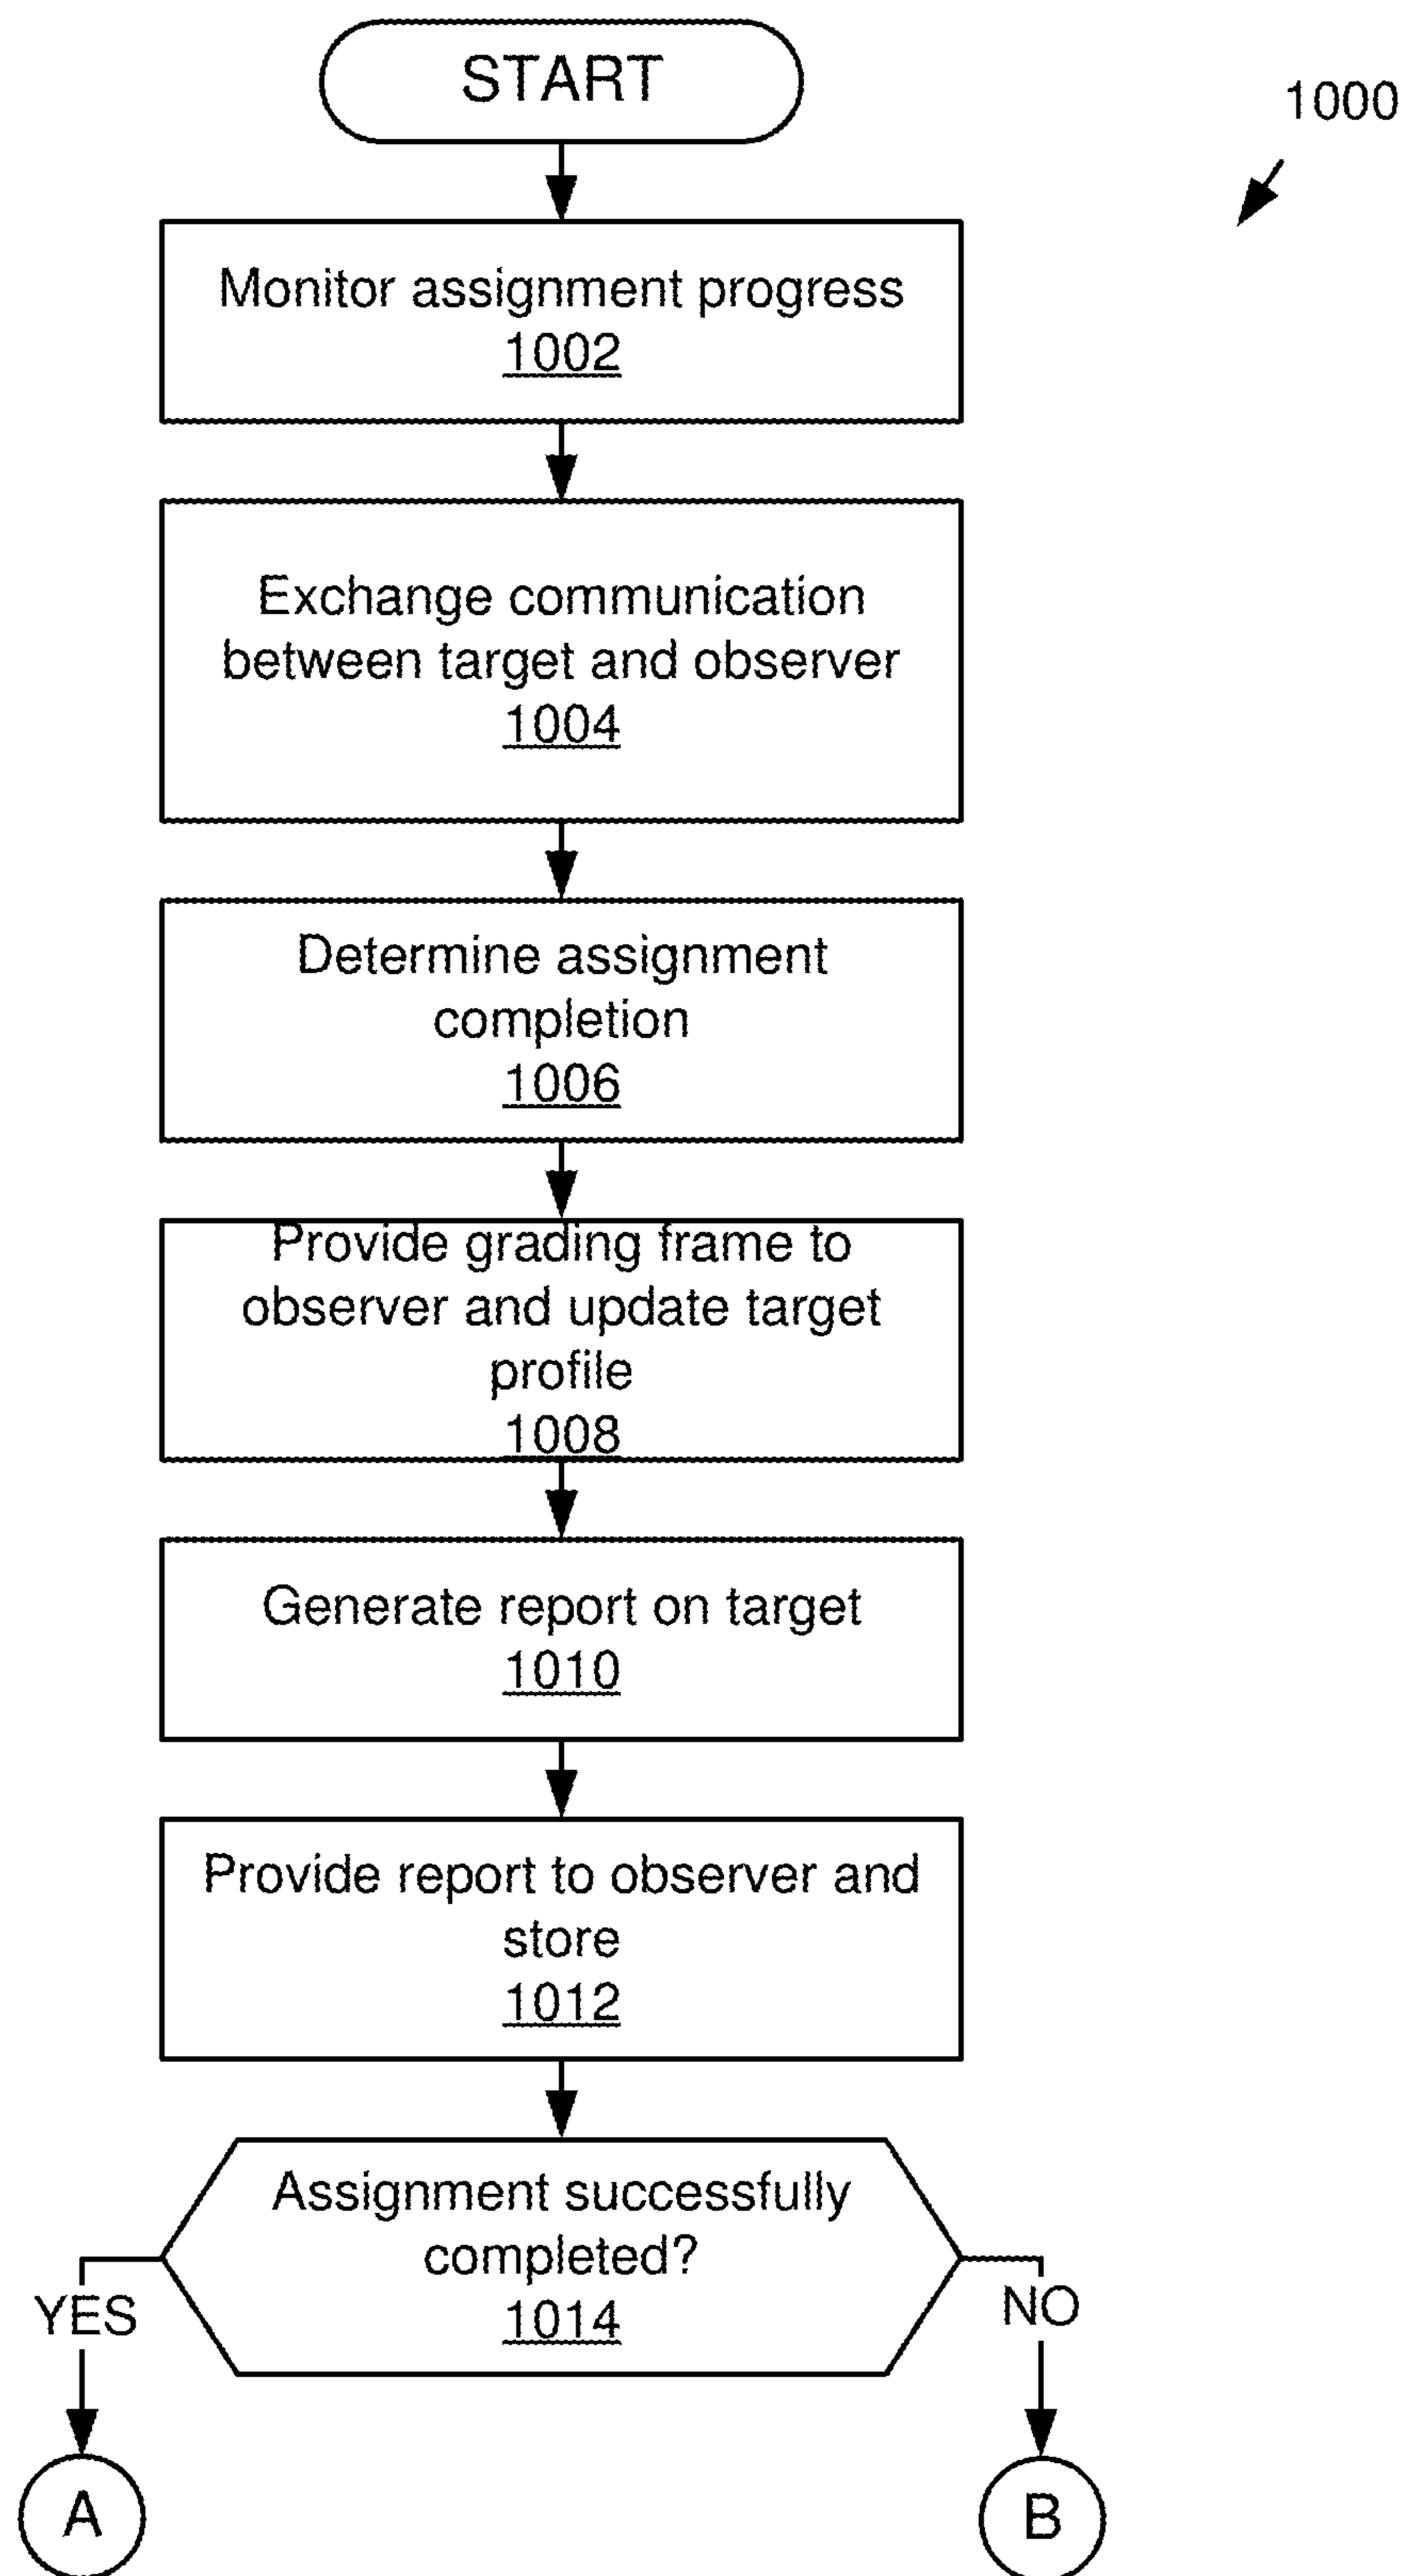 START
1000
Monitor assignment progress
1002
Exchange communication
between target and observer
1004
Determine assignment
completion
1006
Provide grading frame to
observer and update target
profile
1008
Generate report on target
1010
Provide report to observer and
store
1012
Assignment successfully
completed?
1014
YES
NO
A
B